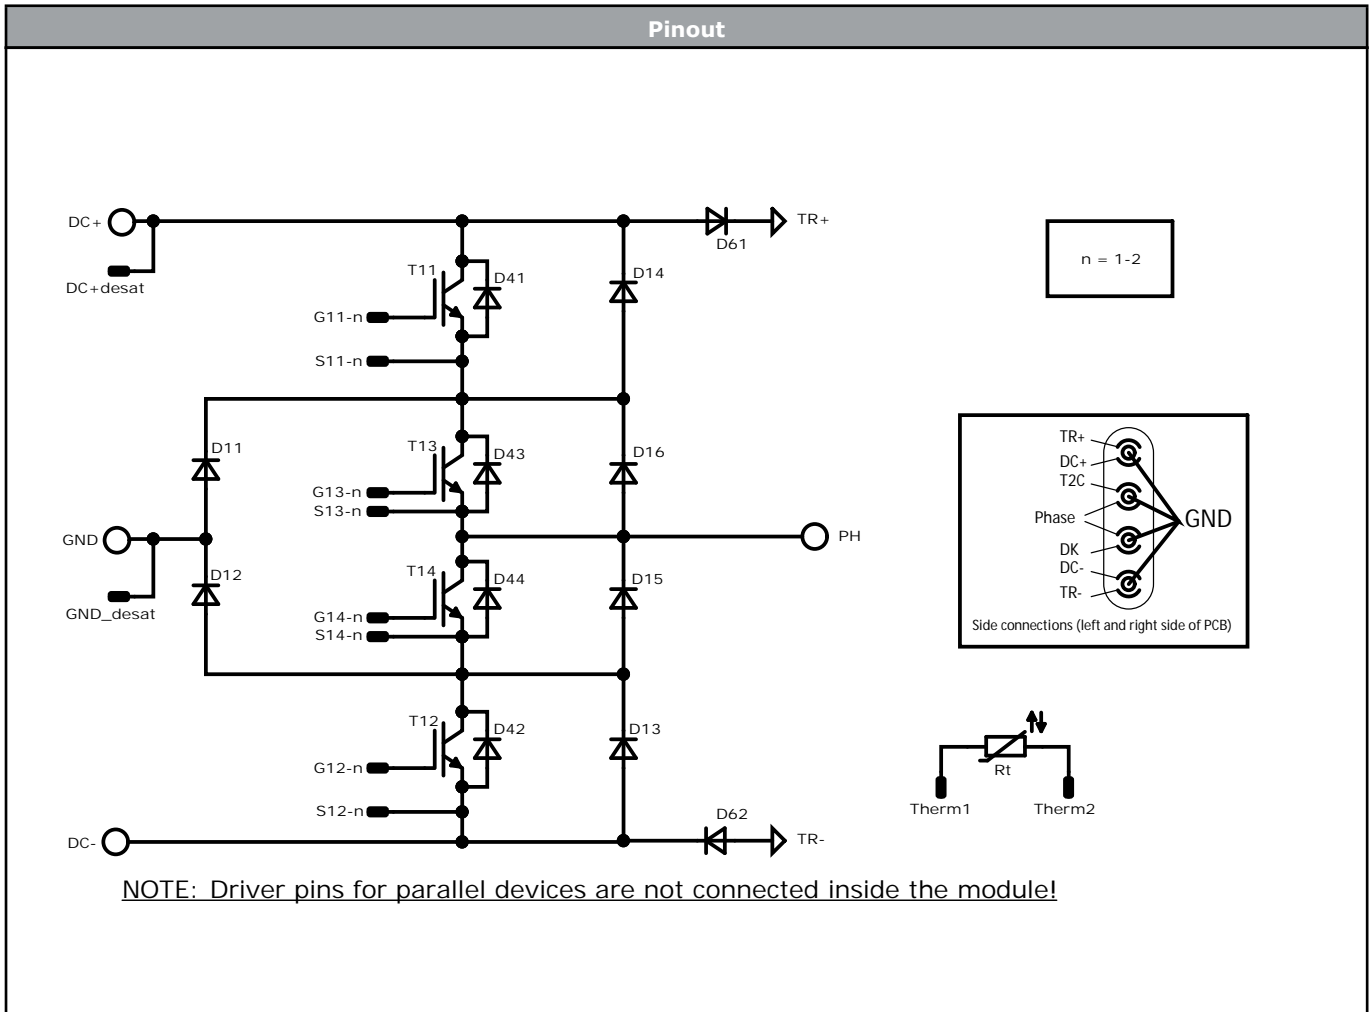 Pinout
DC+
DC+desat
T11
D41
D14
D61
TR+
G11-n
S11-n
n = 1-2
D11
T13
D43
D16
G13-n
S13-n
GND
GND_desat
D12
PH
T14
D44
D15
G14-n
S14-n
T12
D42
D13
G12-n
S12-n
DC-
D62
TR-
TR+
DC+
T2C
Phase
DK
DC-
TR-
GND
Side connections (left and right side of PCB)
Rt
Therm1
Therm2
NOTE: Driver pins for parallel devices are not connected inside the module!